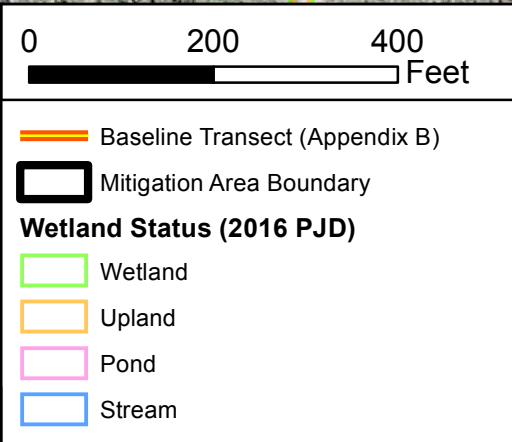 0 200 400
Feet
Baseline Transect (Appendix B)
Mitigation Area Boundary
Wetland Status (2016 PJD)
Wetland
Upland
Pond
Stream